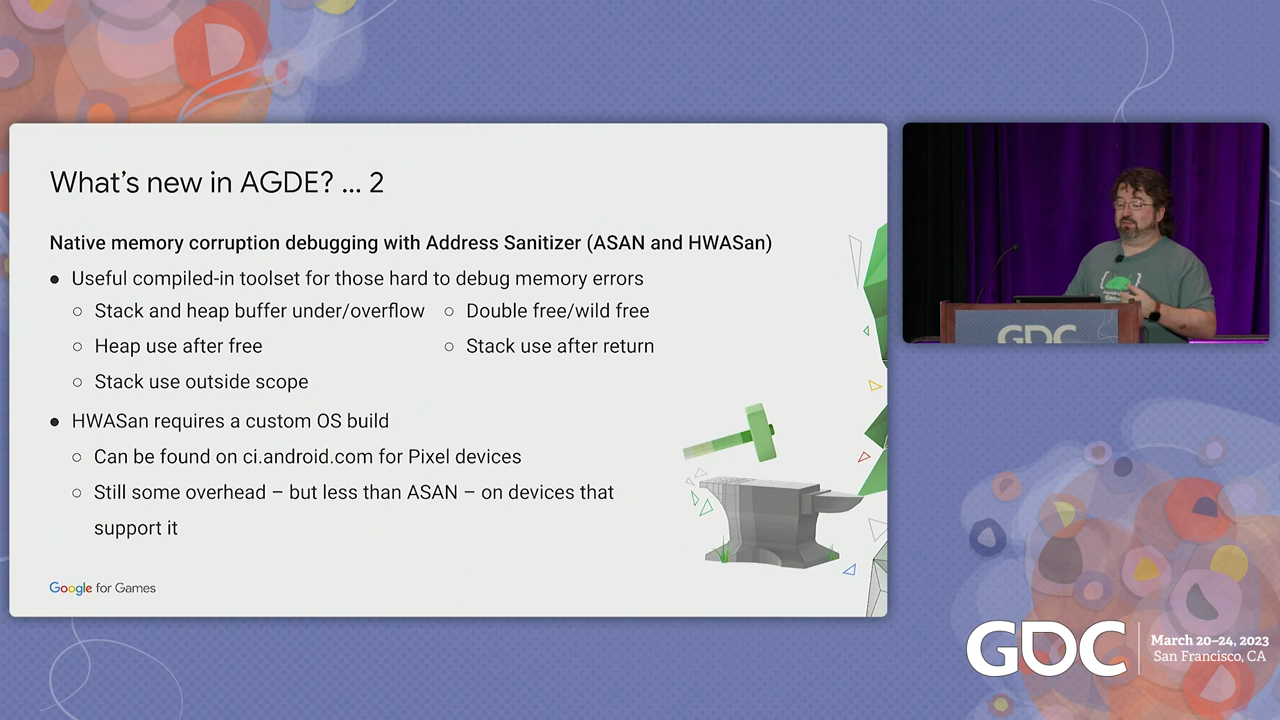 What's new in AGDE? ... 2
Native memory corruption debugging with Address Sanitizer (ASAN and HWASan)
● Useful compiled-in toolset for those hard to debug memory errors
○ Stack and heap buffer under/overflow
○ Double free/wild free
○ Heap use after free
○ Stack use after return
○ Stack use outside scope
● HWASan requires a custom OS build
○ Can be found on ci.android.com for Pixel devices
○ Still some overhead – but less than ASAN – on devices that
support it
Google for Games
GDC
GDC
March 20–24, 2023
San Francisco, CA